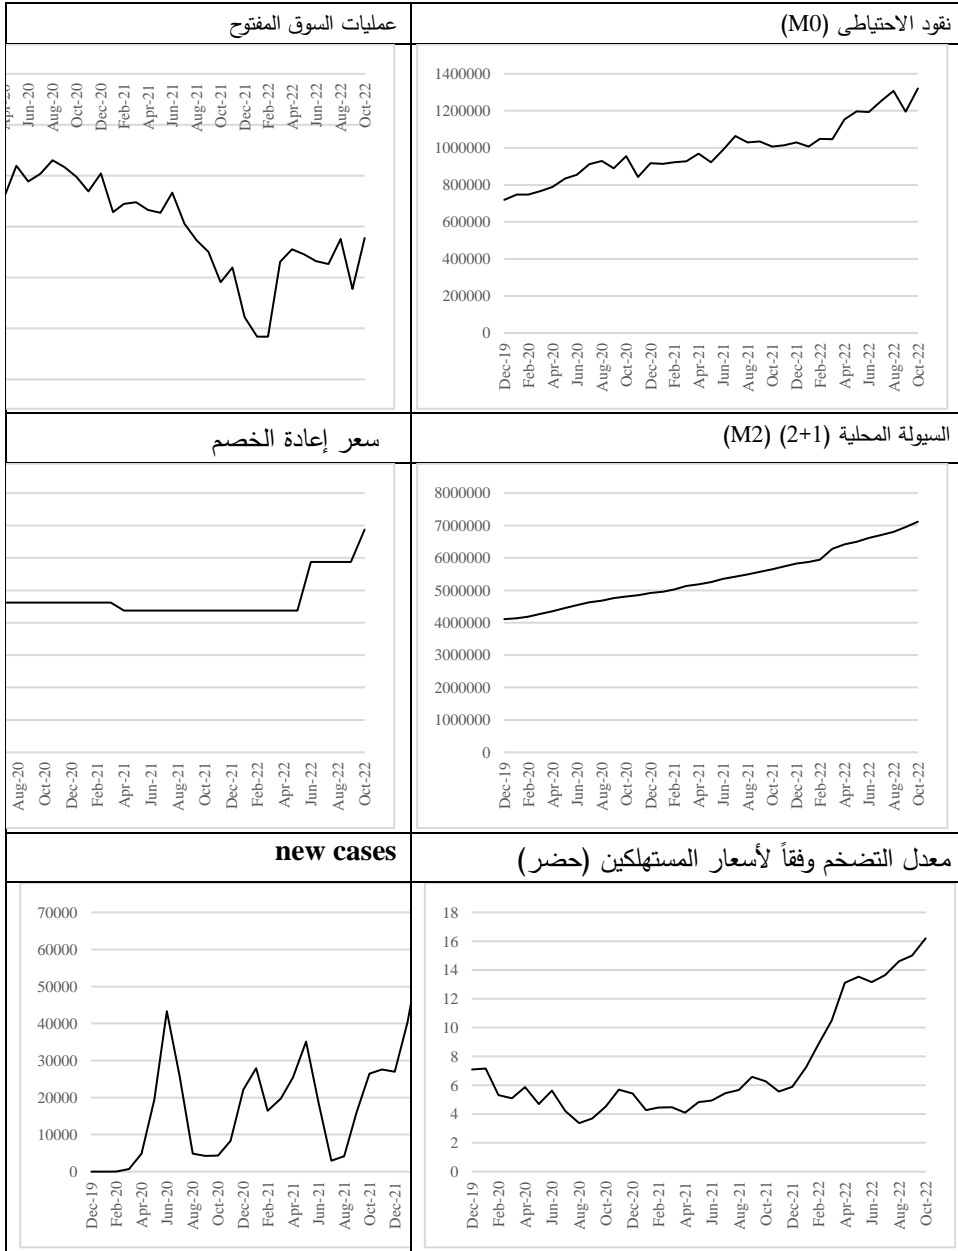 نقود الاحتياطى (M0)
1400000
1200000
1000000
800000
600000
400000
200000
0
Dec-19
Feb-20
Apr-20
Jun-20
Aug-20
Oct-20
Dec-20
Feb-21
Apr-21
Jun-21
Aug-21
Oct-21
Dec-21
Feb-22
Apr-22
Jun-22
Aug-22
Oct-22
عمليات السوق المفتوح
Apr-20
Jun-20
Aug-20
Oct-20
Dec-20
Feb-21
Apr-21
Jun-21
Aug-21
Oct-21
Dec-21
Feb-22
Apr-22
Jun-22
Aug-22
Oct-22
السيولة المحلية (1+2) (M2)
8000000
7000000
6000000
5000000
4000000
3000000
2000000
1000000
0
Dec-19
Feb-20
Apr-20
Jun-20
Aug-20
Oct-20
Dec-20
Feb-21
Apr-21
Jun-21
Aug-21
Oct-21
Dec-21
Feb-22
Apr-22
Jun-22
Aug-22
Oct-22
سعر إعادة الخصم
Aug-20
Oct-20
Dec-20
Feb-21
Apr-21
Jun-21
Aug-21
Oct-21
Dec-21
Feb-22
Apr-22
Jun-22
Aug-22
Oct-22
معدل التضخم وفقاً لأسعار المستهلكين (حضر)
18
16
14
12
10
8
6
4
2
0
Dec-19
Feb-20
Apr-20
Jun-20
Aug-20
Oct-20
Dec-20
Feb-21
Apr-21
Jun-21
Aug-21
Oct-21
Dec-21
Feb-22
Apr-22
Jun-22
Aug-22
Oct-22
new cases
70000
60000
50000
40000
30000
20000
10000
0
Dec-19
Feb-20
Apr-20
Jun-20
Aug-20
Oct-20
Dec-20
Feb-21
Apr-21
Jun-21
Aug-21
Oct-21
Dec-21